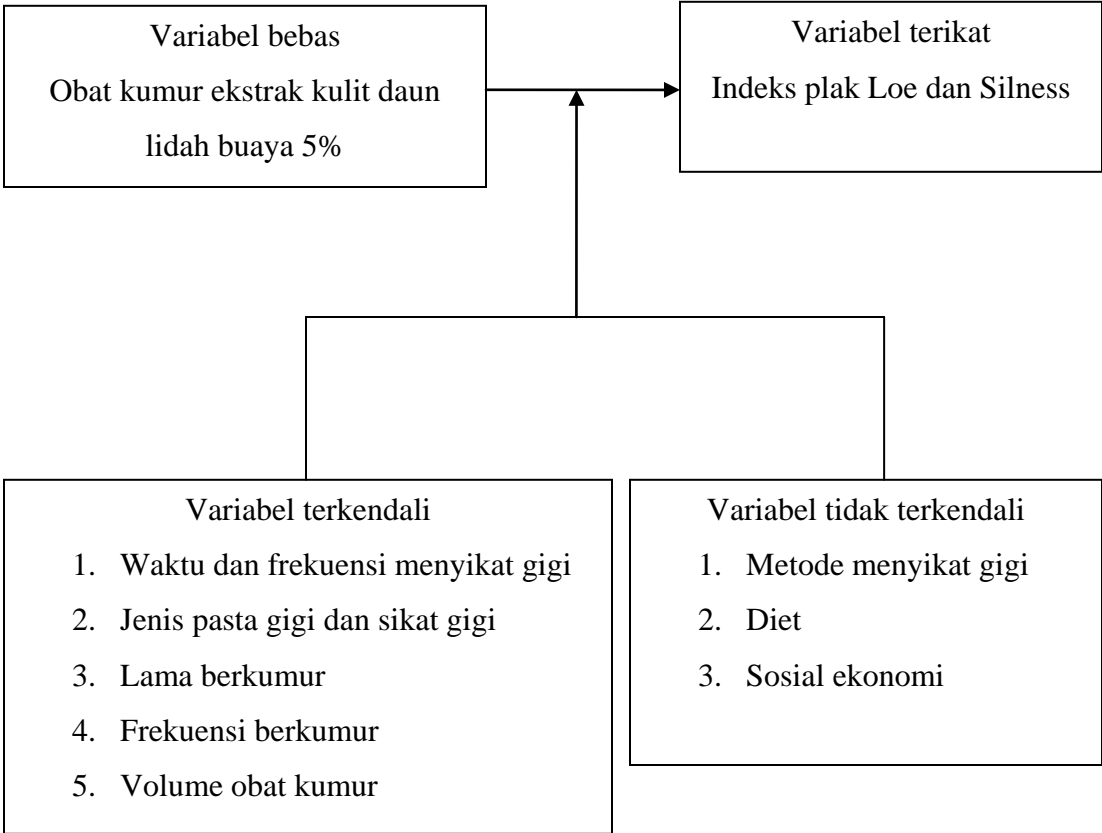 Variabel bebas
Obat kumur ekstrak kulit daun
lidah buaya 5%
Variabel terikat
Indeks plak Loe dan Silness
Variabel terkendali
1. Waktu dan frekuensi menyikat gigi
2. Jenis pasta gigi dan sikat gigi
3. Lama berkumur
4. Frekuensi berkumur
5. Volume obat kumur
Variabel tidak terkendali
1. Metode menyikat gigi
2. Diet
3. Sosial ekonomi